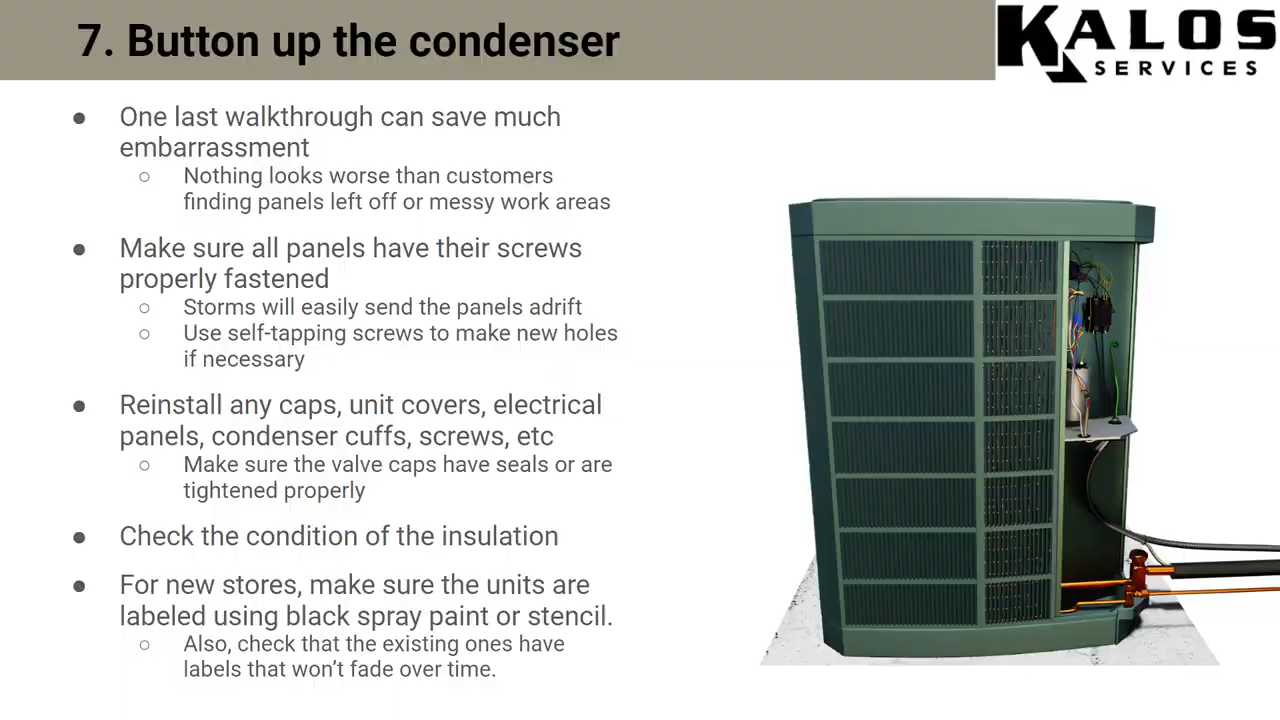 7. Button up the condenser
KALOS
SERVICES
● One last walkthrough can save much
embarrassment
○ Nothing looks worse than customers
finding panels left off or messy work areas
● Make sure all panels have their screws
properly fastened
○ Storms will easily send the panels adrift
○ Use self-tapping screws to make new holes
if necessary
● Reinstall any caps, unit covers, electrical
panels, condenser cuffs, screws, etc
○ Make sure the valve caps have seals or are
tightened properly
● Check the condition of the insulation
● For new stores, make sure the units are
labeled using black spray paint or stencil.
○ Also, check that the existing ones have
labels that won’t fade over time.